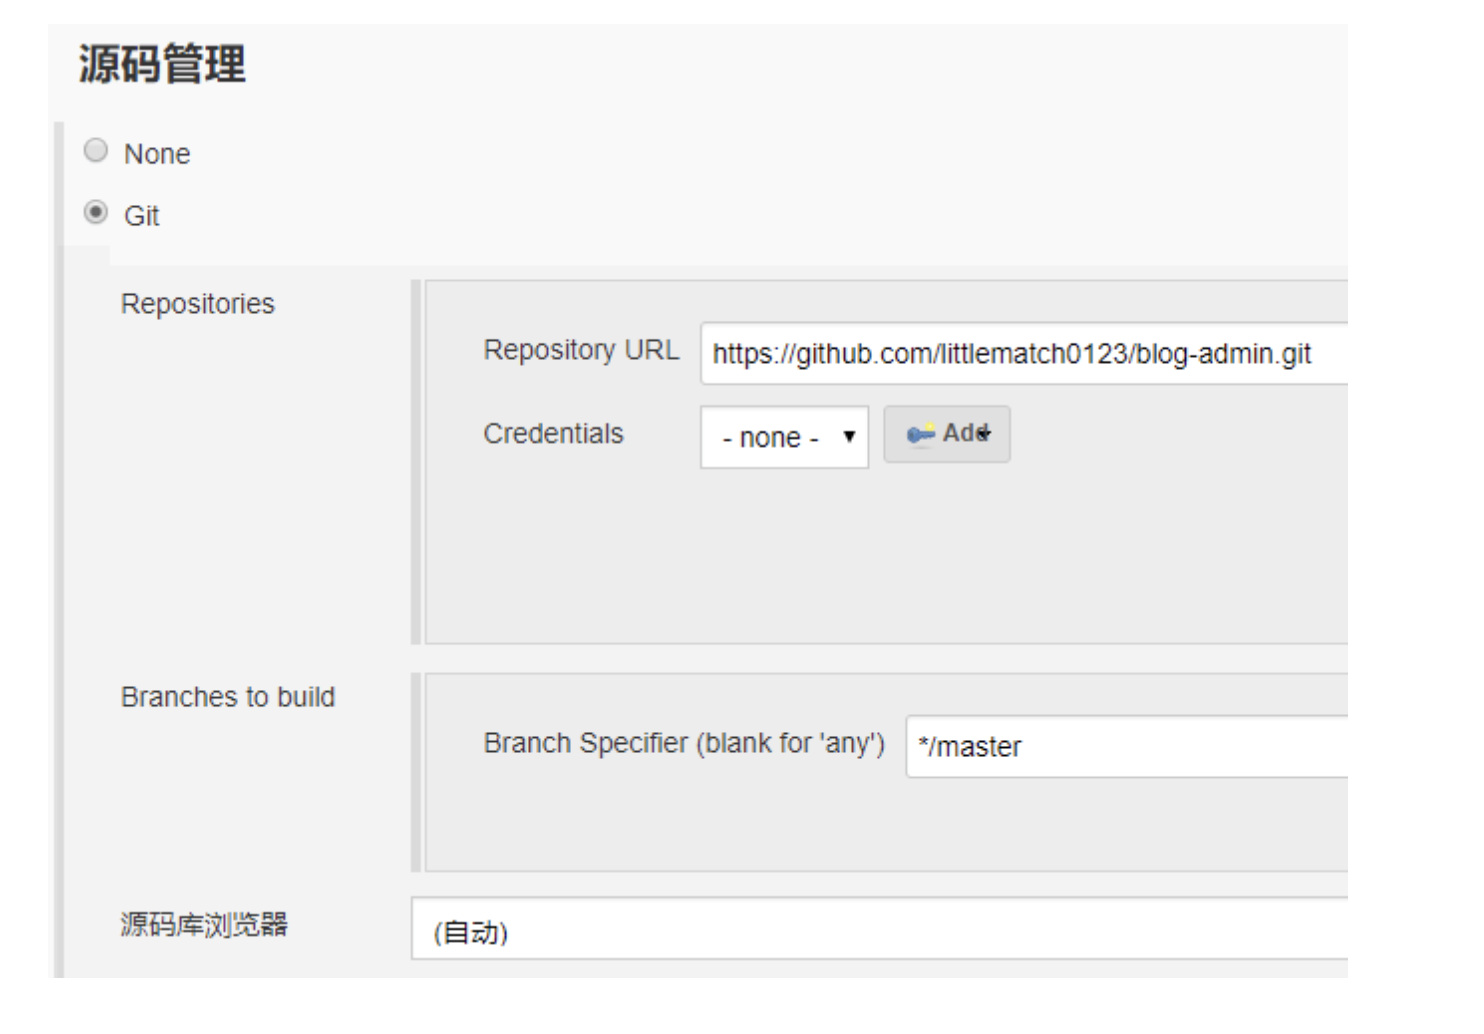 源码管理
None
Git
Repositories
Repository URL
https://github.com/littlematch0123/blog-admin.git
Credentials
- none -
Add
Branches to build
Branch Specifier (blank for 'any')
*/master
源码库浏览器
(自动)